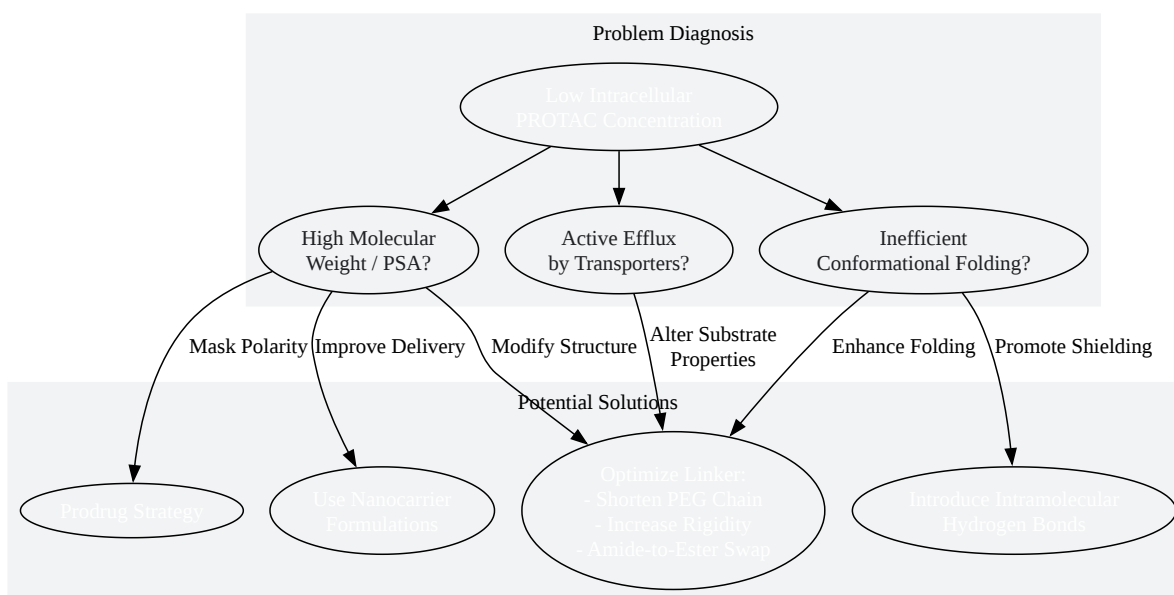 Problem Diagnosis
Low Intracellular
PROTAC Concentration
High Molecular
Weight / PSA?
Active Efflux
by Transporters?
Inefficient
Conformational Folding?
Mask Polarity
Improve Delivery
Modify Structure
Alter Substrate
Properties
Enhance Folding
Promote Shielding
Potential Solutions
Prodrug Strategy
Use Nanocarrier
Formulations
Optimize Linker:
- Shorten PEG Chain
- Increase Rigidity
- Amide-to-Ester Swap
Introduce Intramolecular
Hydrogen Bonds